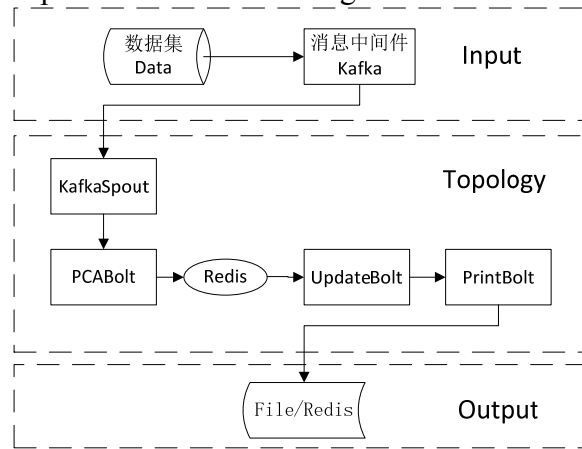 数据集
Data
消息中间件
Kafka
Input
KafkaSpout
Topology
PCABolt
Redis
UpdateBolt
PrintBolt
File/Redis
Output